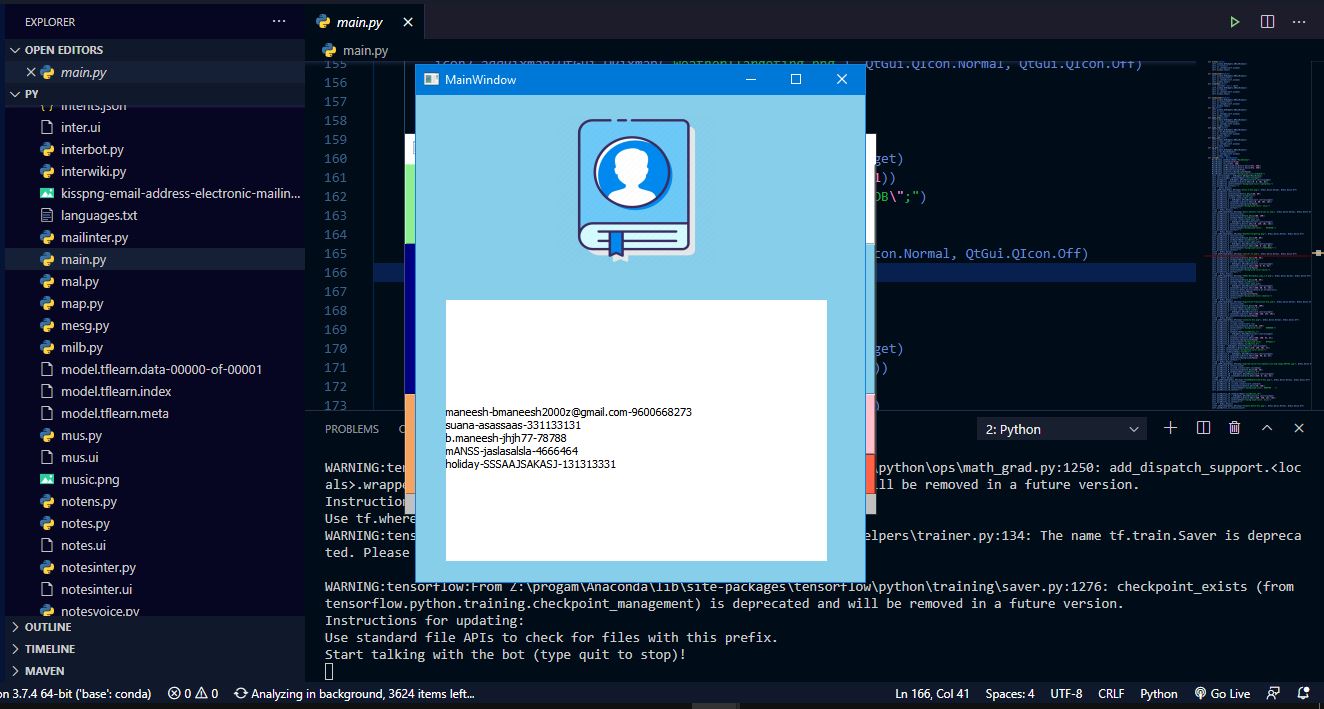 EXPLORER
main.py
OPEN EDITORS
main.py
PY
intents.json
inter.ui
interbot.py
interwiki.py
kisspng-email-address-electronic-mailin...
languages.txt
mailinter.py
main.py
mal.py
map.py
mesg.py
milb.py
model.tflearn.data-00000-of-00001
model.tflearn.index
model.tflearn.meta
mus.py
mus.ui
music.png
notens.py
notes.py
notes.ui
notesinter.py
notesinter.ui
notesvoice.py
OUTLINE
TIMELINE
MAVEN
main.py
155 QtGui.QIcon.Normal, QtGui.QIcon.Off)
156
157
158
159
160 get)
161 1))
162 DB\";")
163
164
165 con.Normal, QtGui.QIcon.Off)
166
167
168
169
170 get)
171 ))
172
173
MainWindow
maneesh-bmaneesh2000z@gmail.com-9600668273
suana-asassaas-331133131
b.maneesh-jhjh77-78788
mANSS-jaslasalsla-4666464
holiday-SSSAAJSAKASJ-131313331
PROBLEMS
2: Python
WARNING:ten \python\ops\math_grad.py:1250: add_dispatch_support.<loc
als>.wrappe ill be removed in a future version.
Instruction
Use tf.where
WARNING:tens elpers\trainer.py:134: The name tf.train.Saver is depreca
ted. Please
WARNING:tensorflow:From Z:\progam\Anaconda\lib\site-packages\tensorflow\python\training\saver.py:1276: checkpoint_exists (from
tensorflow.python.training.checkpoint_management) is deprecated and will be removed in a future version.
Instructions for updating:
Use standard file APIs to check for files with this prefix.
Start talking with the bot (type quit to stop)!
on 3.7.4 64-bit ('base': conda) 0 0 Analyzing in background, 3624 items left... Ln 166, Col 41 Spaces: 4 UTF-8 CRLF Python Go Live